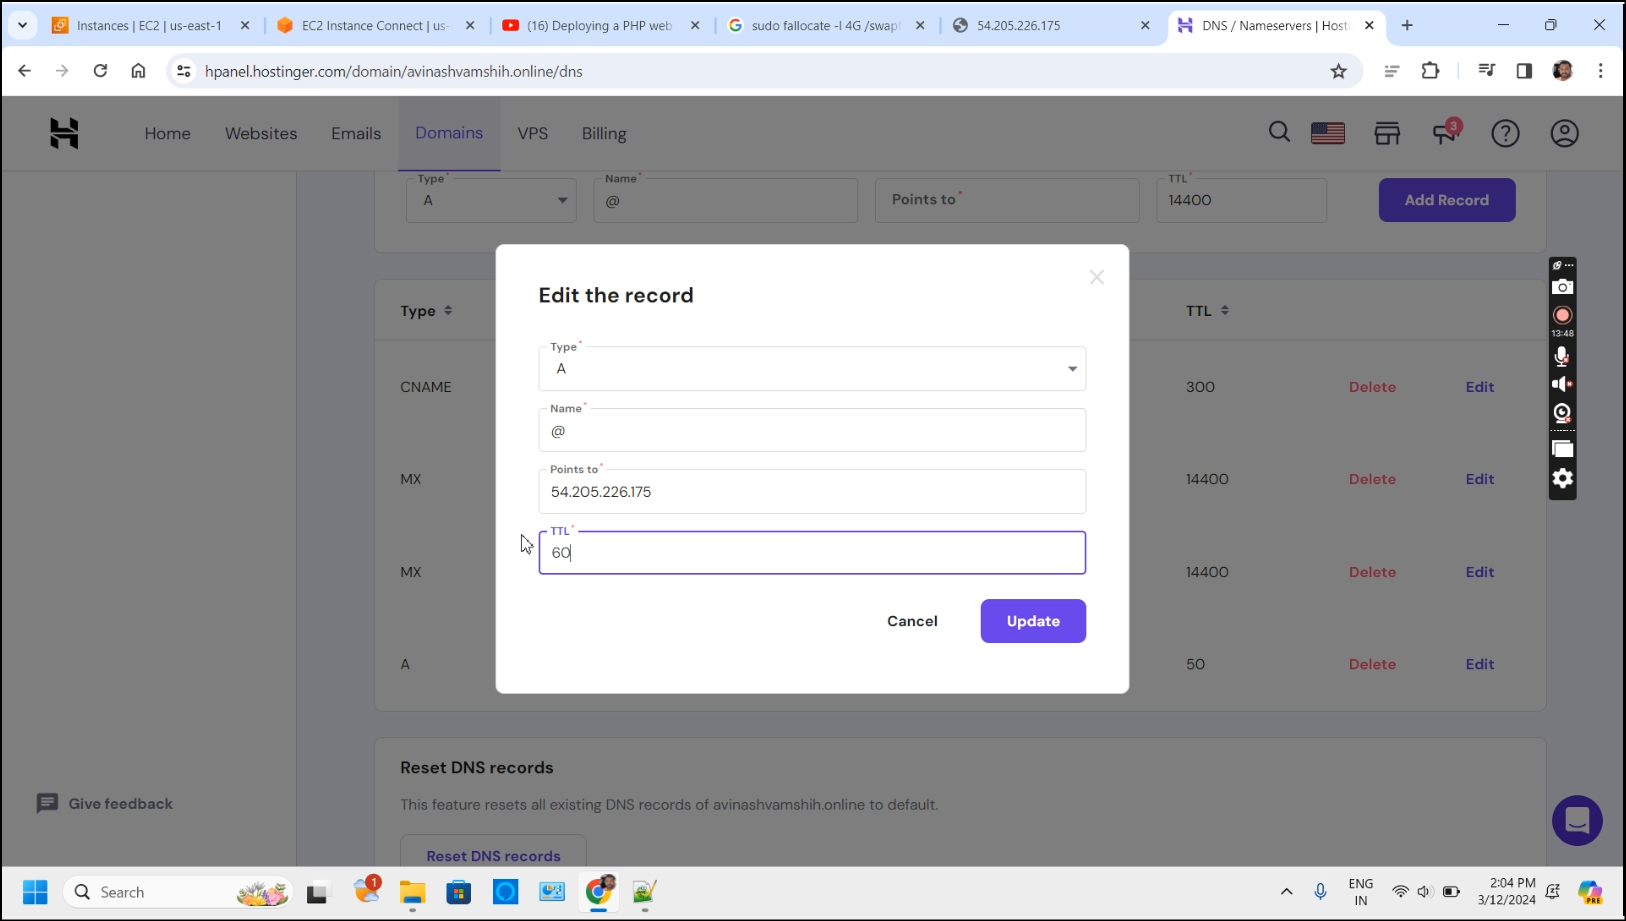 Instances | EC2 | us-east-1
EC2 Instance Connect | us-
(16) Deploying a PHP web
sudo fallocate -l 4G /swapf
54.205.226.175
DNS / Nameservers | Hosti
hpanel.hostinger.com/domain/avinashvamshih.online/dns
Home
Websites
Emails
Domains
VPS
Billing
3
Type*
A
Name*
@
Points to*
TTL*
14400
Add Record
Type
TTL
CNAME
300
Delete
Edit
MX
14400
Delete
Edit
MX
14400
Delete
Edit
A
50
Delete
Edit
Edit the record
Type*
A
Name*
@
Points to*
54.205.226.175
TTL*
60
Cancel
Update
13:48
Reset DNS records
This feature resets all existing DNS records of avinashvamshih.online to default.
Reset DNS records
Give feedback
Search
1
ENG
IN
2:04 PM
3/12/2024
PRE